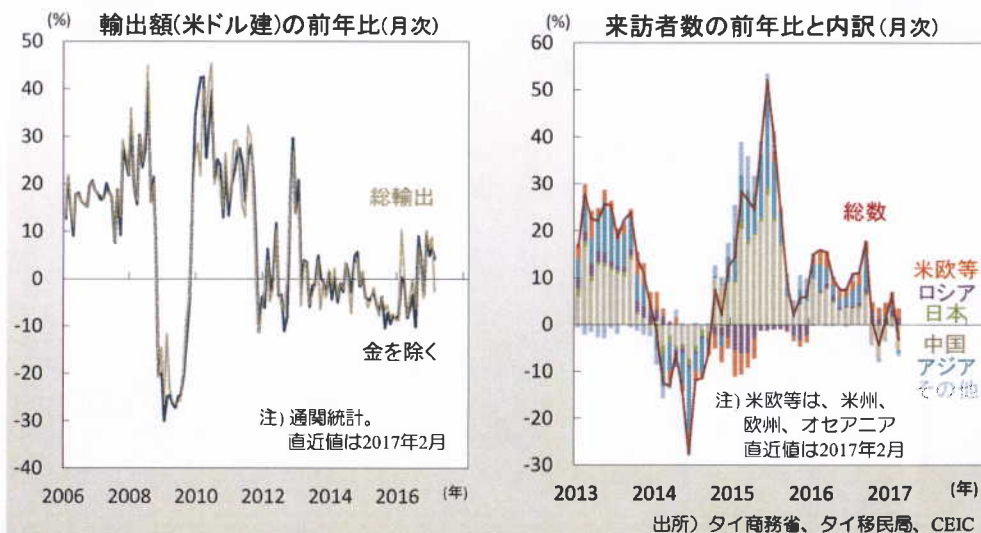 輸出額(米ドル建)の前年比(月次)
(%)
50
40
30
20
10
0
-10
-20
-30
-40
総輸出
金を除く
注) 通関統計。
直近値は2017年2月
2006 2008 2010 2012 2014 2016 (年)
来訪者数の前年比と内訳(月次)
(%)
60
50
40
30
20
10
0
-10
-20
-30
総数
米欧等
ロシア
日本
中国
アジア
その他
注) 米欧等は、米州、
欧州、オセアニア
直近値は2017年2月
2013 2014 2015 2016 2017 (年)
出所) タイ商務省、タイ移民局、CEIC